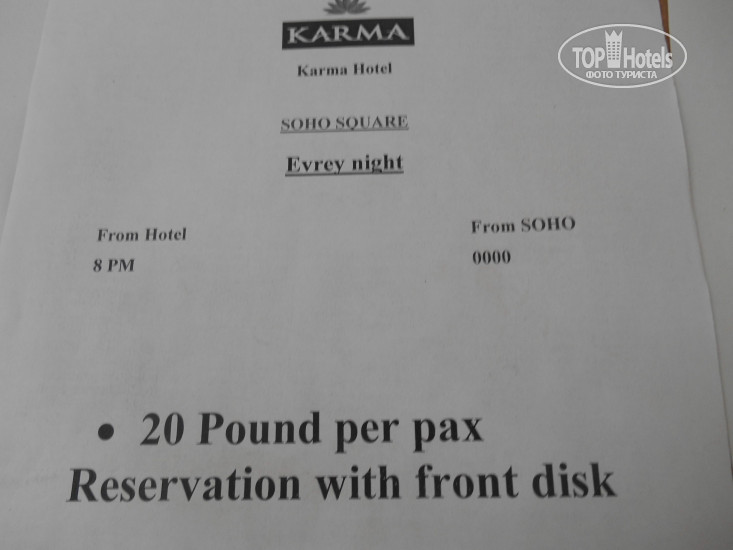 KARMA
Karma Hotel
TOP Hotels
ФОТО ТУРИСТА
SOHO SQUARE
Evrey night
From Hotel From SOHO
8 PM 0000
• 20 Pound per pax
Reservation with front disk